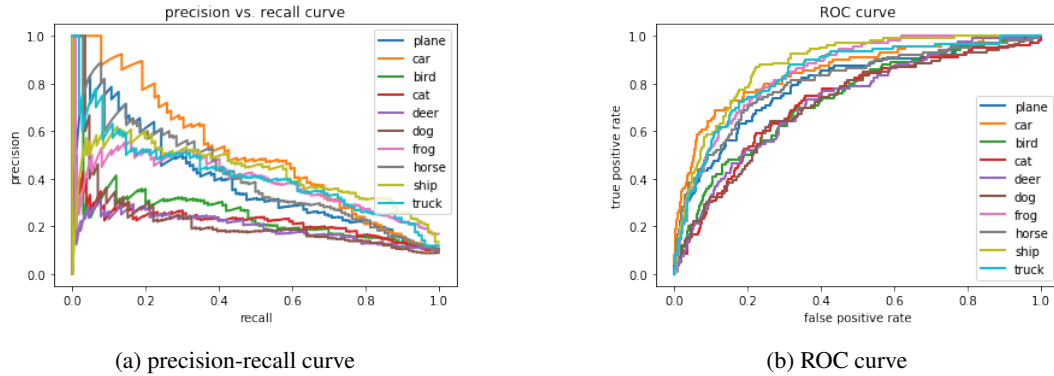 precision vs. recall curve
precision
1.0
0.8
0.6
0.4
0.2
0.0
0.0 0.2 0.4 0.6 0.8 1.0
recall
plane
car
bird
cat
deer
dog
frog
horse
ship
truck
(a) precision-recall curve
ROC curve
true positive rate
1.0
0.8
0.6
0.4
0.2
0.0
0.0 0.2 0.4 0.6 0.8 1.0
false positive rate
plane
car
bird
cat
deer
dog
frog
horse
ship
truck
(b) ROC curve